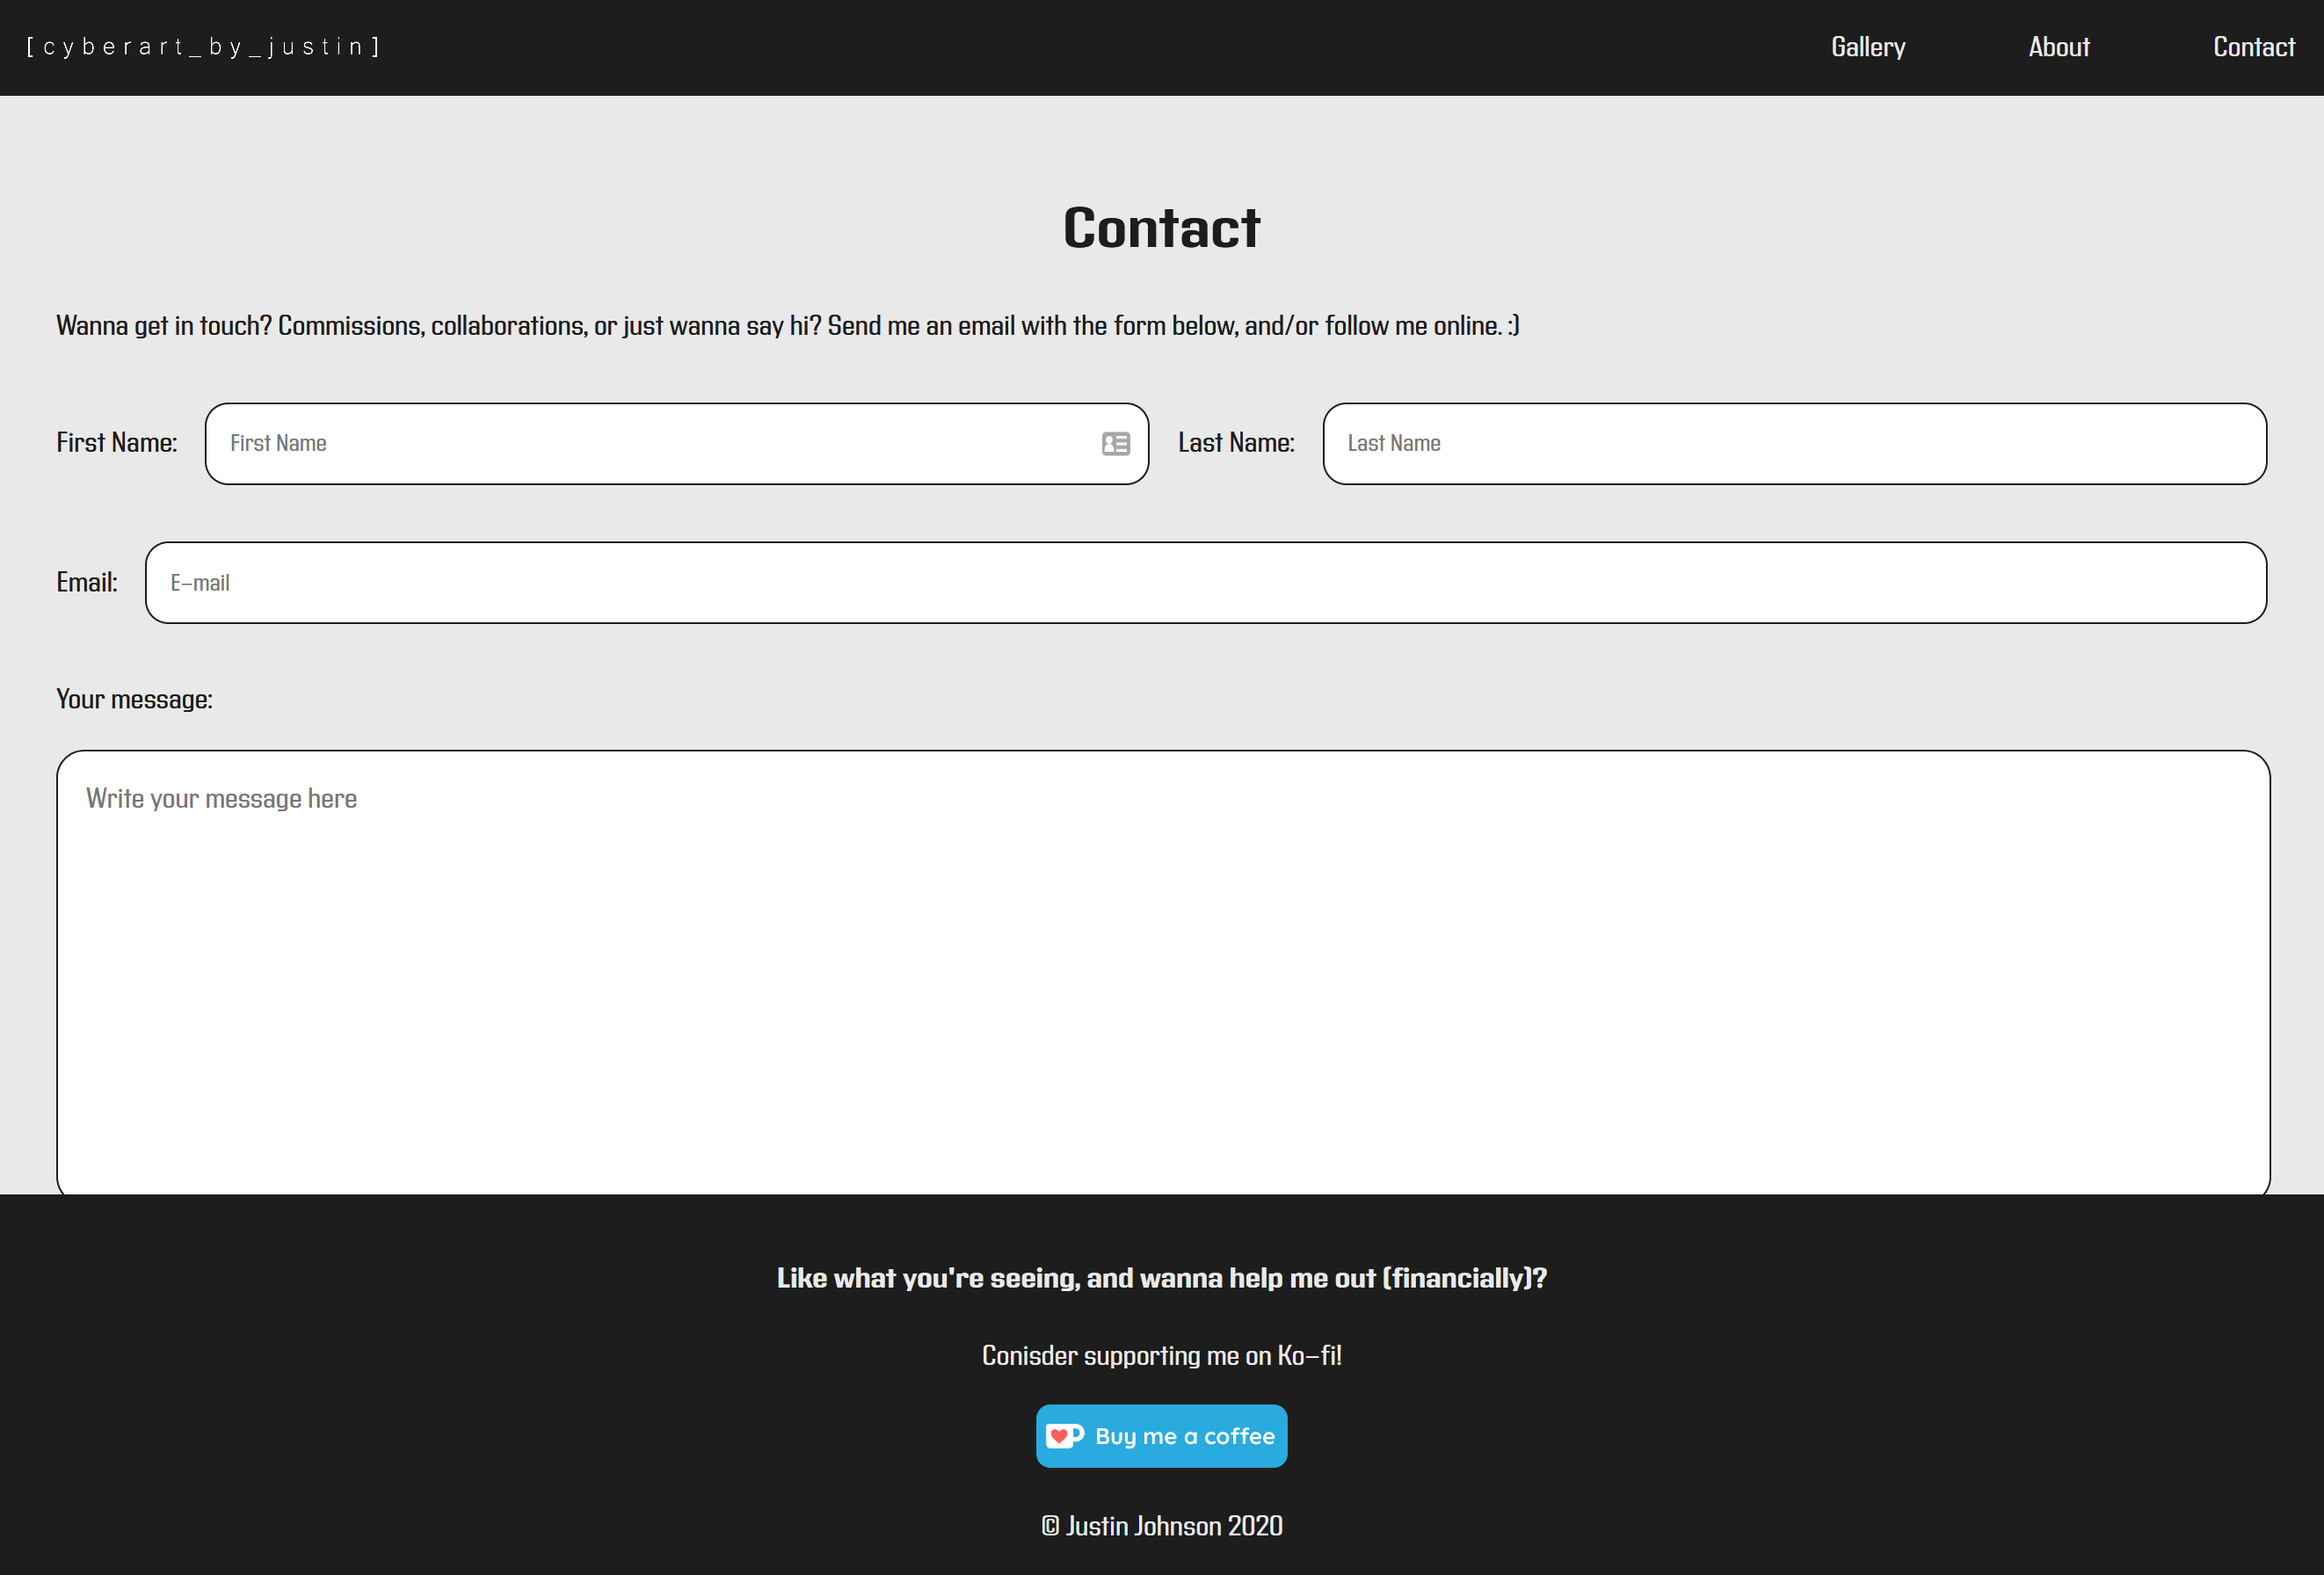 [cyberart_by_justin]
Gallery
About
Contact
Contact
Wanna get in touch? Commissions, collaborations, or just wanna say hi? Send me an email with the form below, and/or follow me online. :)
First Name:
First Name
Last Name:
Last Name
Email:
E-mail
Your message:
Write your message here
Like what you're seeing, and wanna help me out (financially)?
Conisder supporting me on Ko-fi!
Buy me a coffee
© Justin Johnson 2020